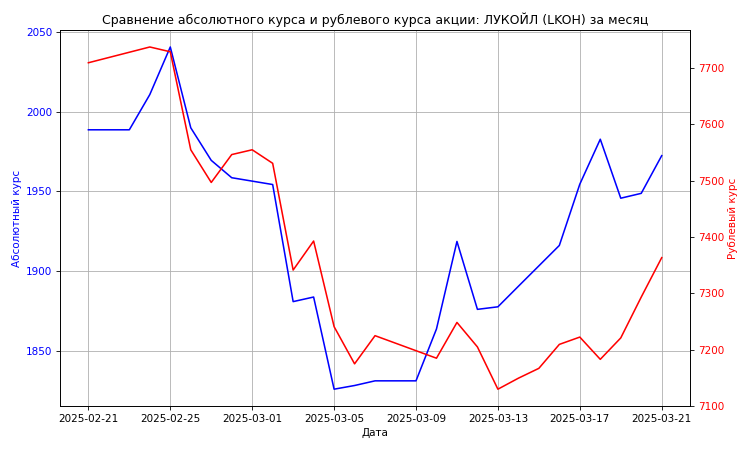 Сравнение абсолютного курса и рублевого курса акции: ЛУКОЙЛ (LKOH) за месяц
2050
2000
1950
1900
1850
Абсолютный курс
7700
7600
7500
7400
7300
7200
7100
Рублевый курс
2025-02-21 2025-02-25 2025-03-01 2025-03-05 2025-03-09 2025-03-13 2025-03-17 2025-03-21
Дата